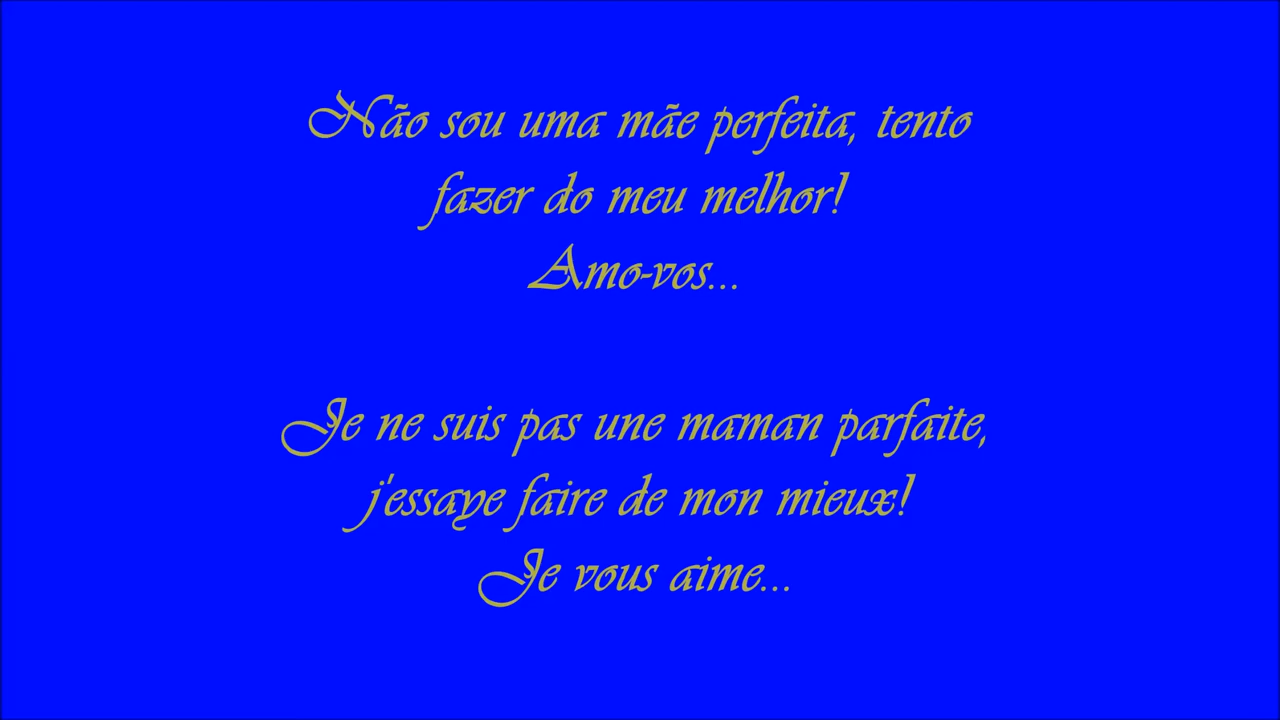 Não sou uma mãe perfeita, tento
fazer do meu melhor!
Amo-vos...
Je ne suis pas une maman parfaite,
j'essaye faire de mon mieux!
Je vous aime...